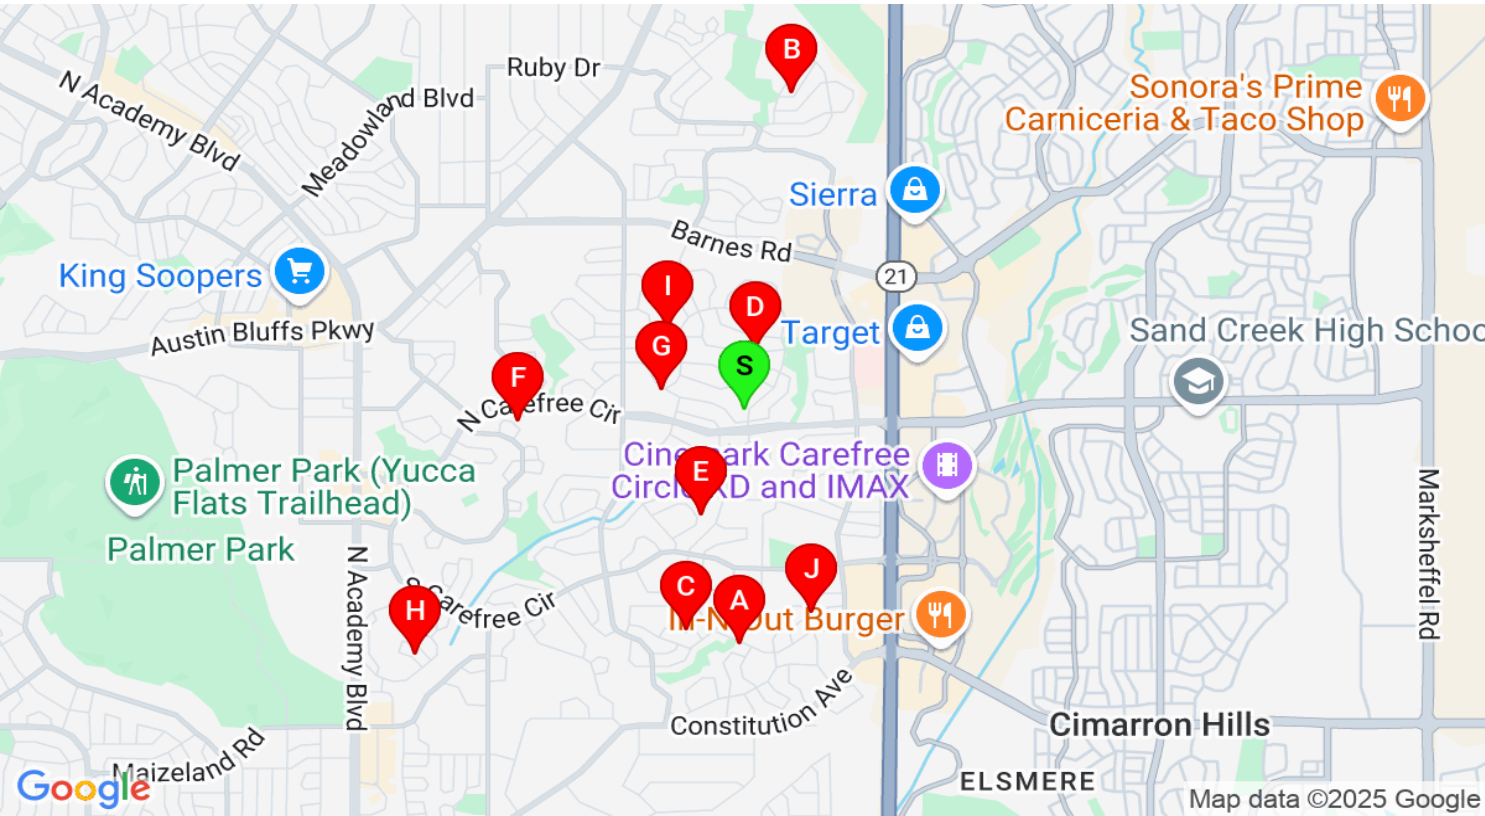 B
Ruby Dr
N Academy Blvd
Meadowland Blvd
Sonora's Prime
Carniceria & Taco Shop
Sierra
Barnes Rd
King Soopers
21
I
D
Austin Bluffs Pkwy
G
Target
Sand Creek High Schoo
S
F
N Carefree Cir
Cinemark Carefree
Circle XD and IMAX
E
Palmer Park (Yucca
Flats Trailhead)
Palmer Park
Marksheffel Rd
N Academy Blvd
S Carefree Cir
H
C
A
J
In-N-Out Burger
Constitution Ave
Cimarron Hills
Maizeland Rd
ELSMERE
Google
Map data ©2025 Google